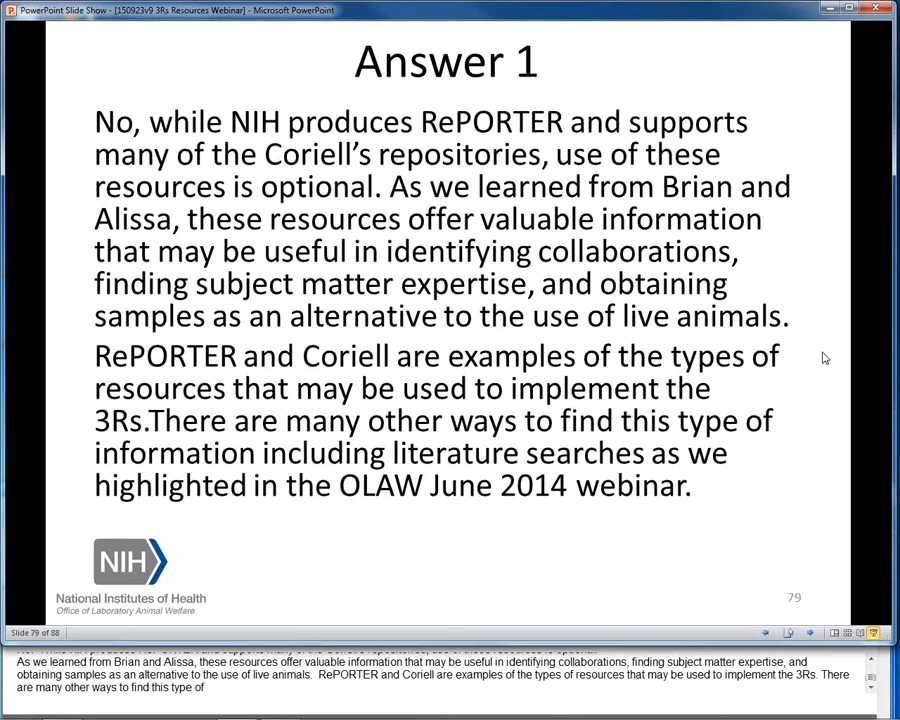 PowerPoint Slide Show - [150923v9 3Rs Resources Webinar] - Microsoft PowerPoint
Answer 1
No, while NIH produces RePORTER and supports
many of the Coriell’s repositories, use of these
resources is optional. As we learned from Brian and
Alissa, these resources offer valuable information
that may be useful in identifying collaborations,
finding subject matter expertise, and obtaining
samples as an alternative to the use of live animals.
RePORTER and Coriell are examples of the types of
resources that may be used to implement the
3Rs.There are many other ways to find this type of
information including literature searches as we
highlighted in the OLAW June 2014 webinar.
NIH
National Institutes of Health
Office of Laboratory Animal Welfare
79
Slide 79 of 88
As we learned from Brian and Alissa, these resources offer valuable information that may be useful in identifying collaborations, finding subject matter expertise, and
obtaining samples as an alternative to the use of live animals. RePORTER and Coriell are examples of the types of resources that may be used to implement the 3Rs. There
are many other ways to find this type of